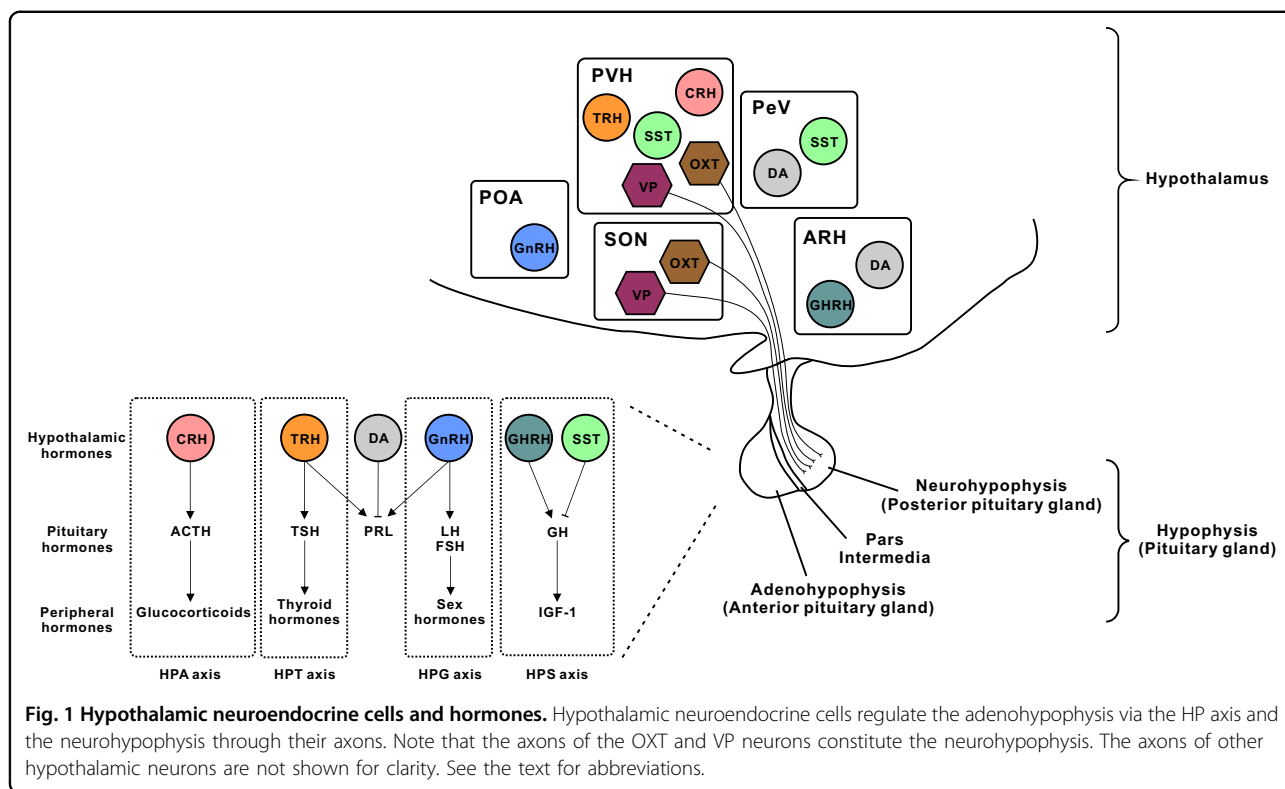 PVH
CRH
TRH
SST
OXT
VP
PeV
SST
DA
POA
GnRH
SON
OXT
VP
ARH
DA
GHRH
Hypothalamus
Hypothalamic
hormones
CRH
TRH
DA
GnRH
GHRH
SST
Pituitary
hormones
ACTH
TSH
PRL
LH
FSH
GH
Peripheral
hormones
Glucocorticoids
Thyroid
hormones
Sex
hormones
IGF-1
HPA axis
HPT axis
HPG axis
HPS axis
Neurohypophysis
(Posterior pituitary gland)
Pars
Intermedia
Adenohypophysis
(Anterior pituitary gland)
Hypophysis
(Pituitary gland)
Fig. 1 Hypothalamic neuroendocrine cells and hormones. Hypothalamic neuroendocrine cells regulate the adenohypophysis via the HP axis and
the neurohypophysis through their axons. Note that the axons of the OXT and VP neurons constitute the neurohypophysis. The axons of other
hypothalamic neurons are not shown for clarity. See the text for abbreviations.